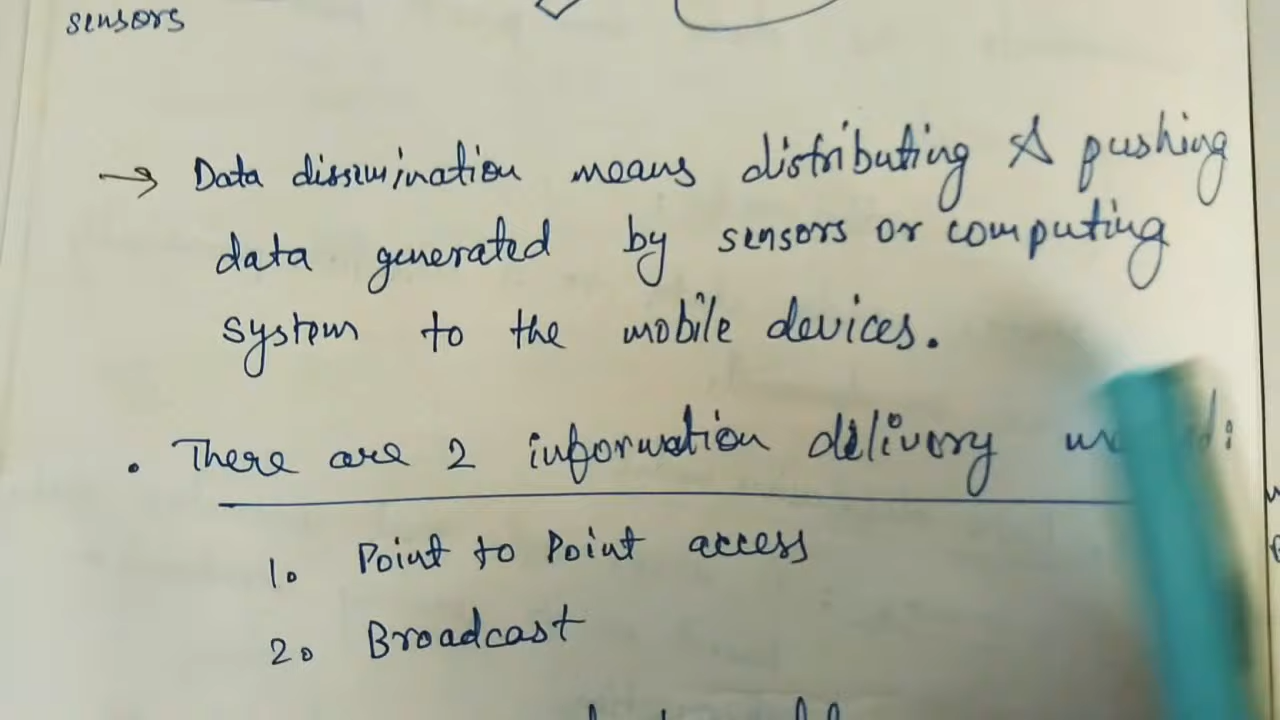 sensors
→ Data dissemination means distributing & pushing
data generated by sensors or computing
system to the mobile devices.
• There are 2 information delivery
1. Point to Point access
2. Broadcast